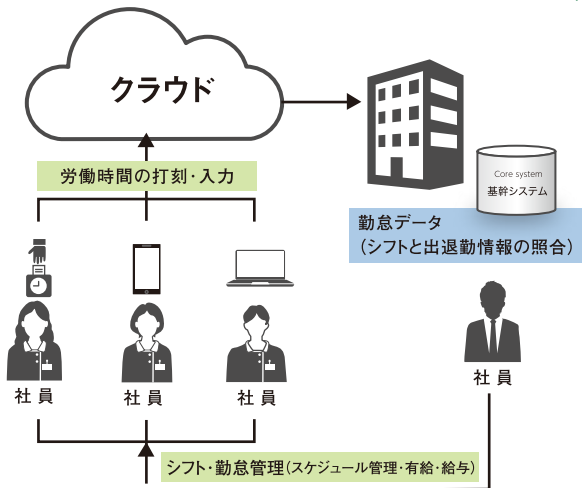 クラウド
労働時間の打刻・入力
Core system
基幹システム
勤怠データ
（シフトと出退勤情報の照合）
社員
社員
社員
社員
シフト・勤怠管理（スケジュール管理・有給・給与）